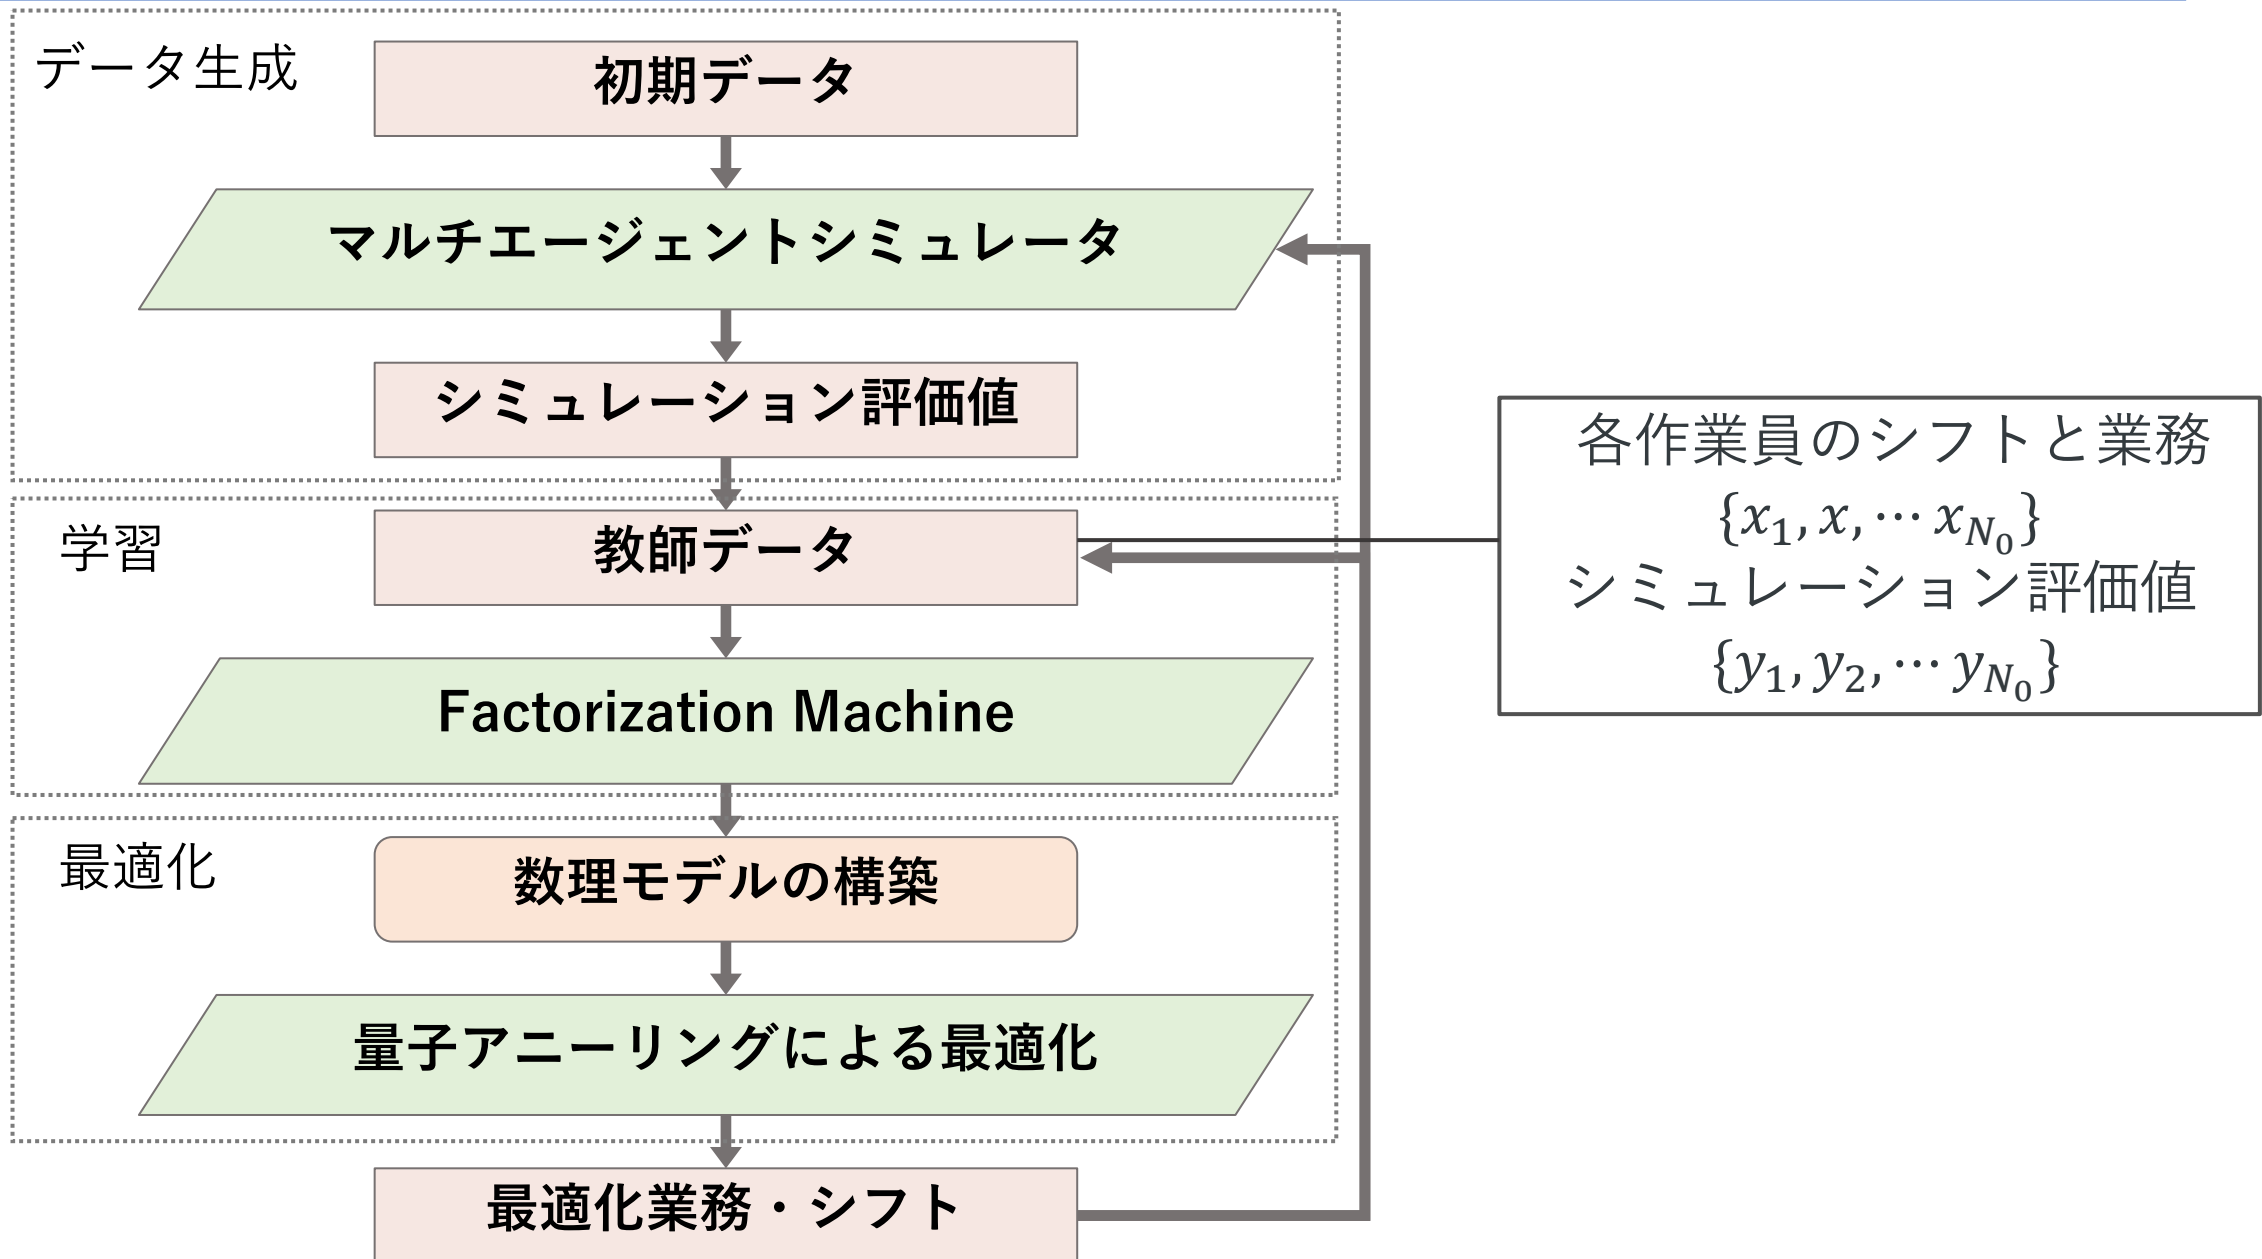 データ生成
初期データ
マルチエージェントシミュレータ
シミュレーション評価値
学習
教師データ
Factorization Machine
最適化
数理モデルの構築
量子アニーリングによる最適化
最適化業務・シフト
各作業員のシフトと業務
{x₁, x, ⋯ x_{N₀}}
シミュレーション評価値
{y₁, y₂, ⋯ y_{N₀}}